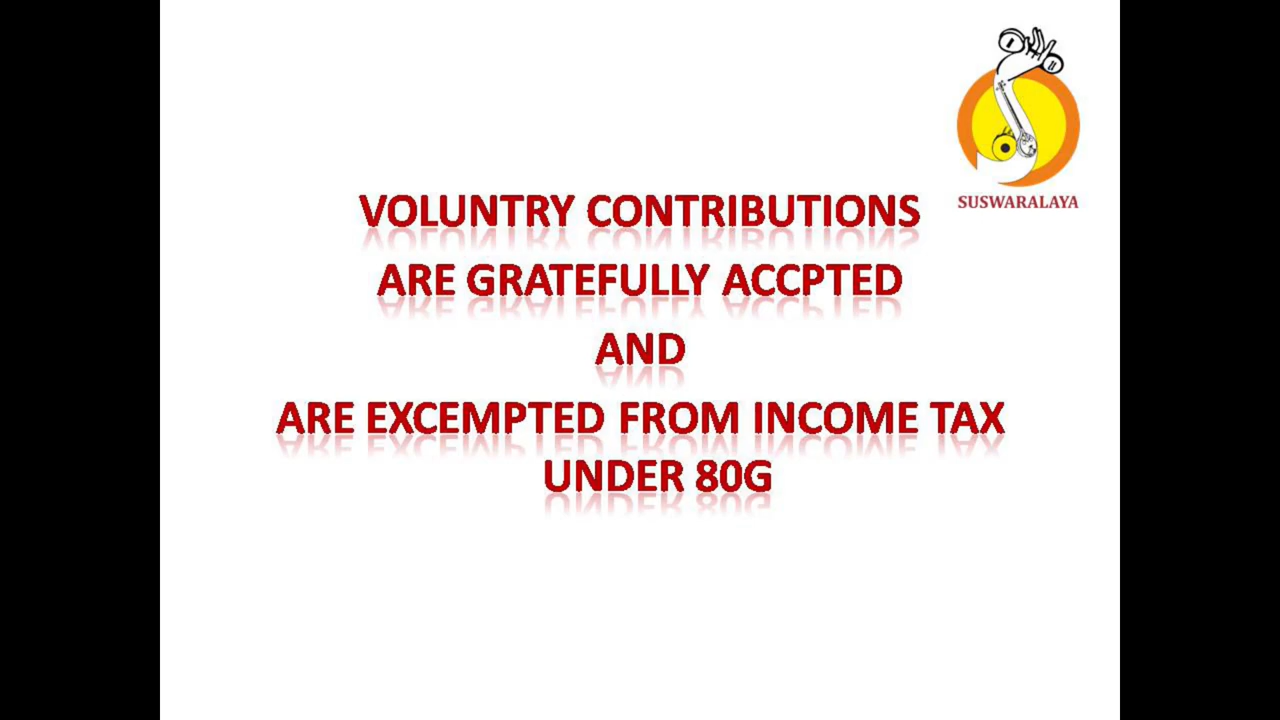 SUSWARALAYA
VOLUNTRY CONTRIBUTIONS
ARE GRATEFULLY ACCPTED
AND
ARE EXCEMPTED FROM INCOME TAX
UNDER 80G